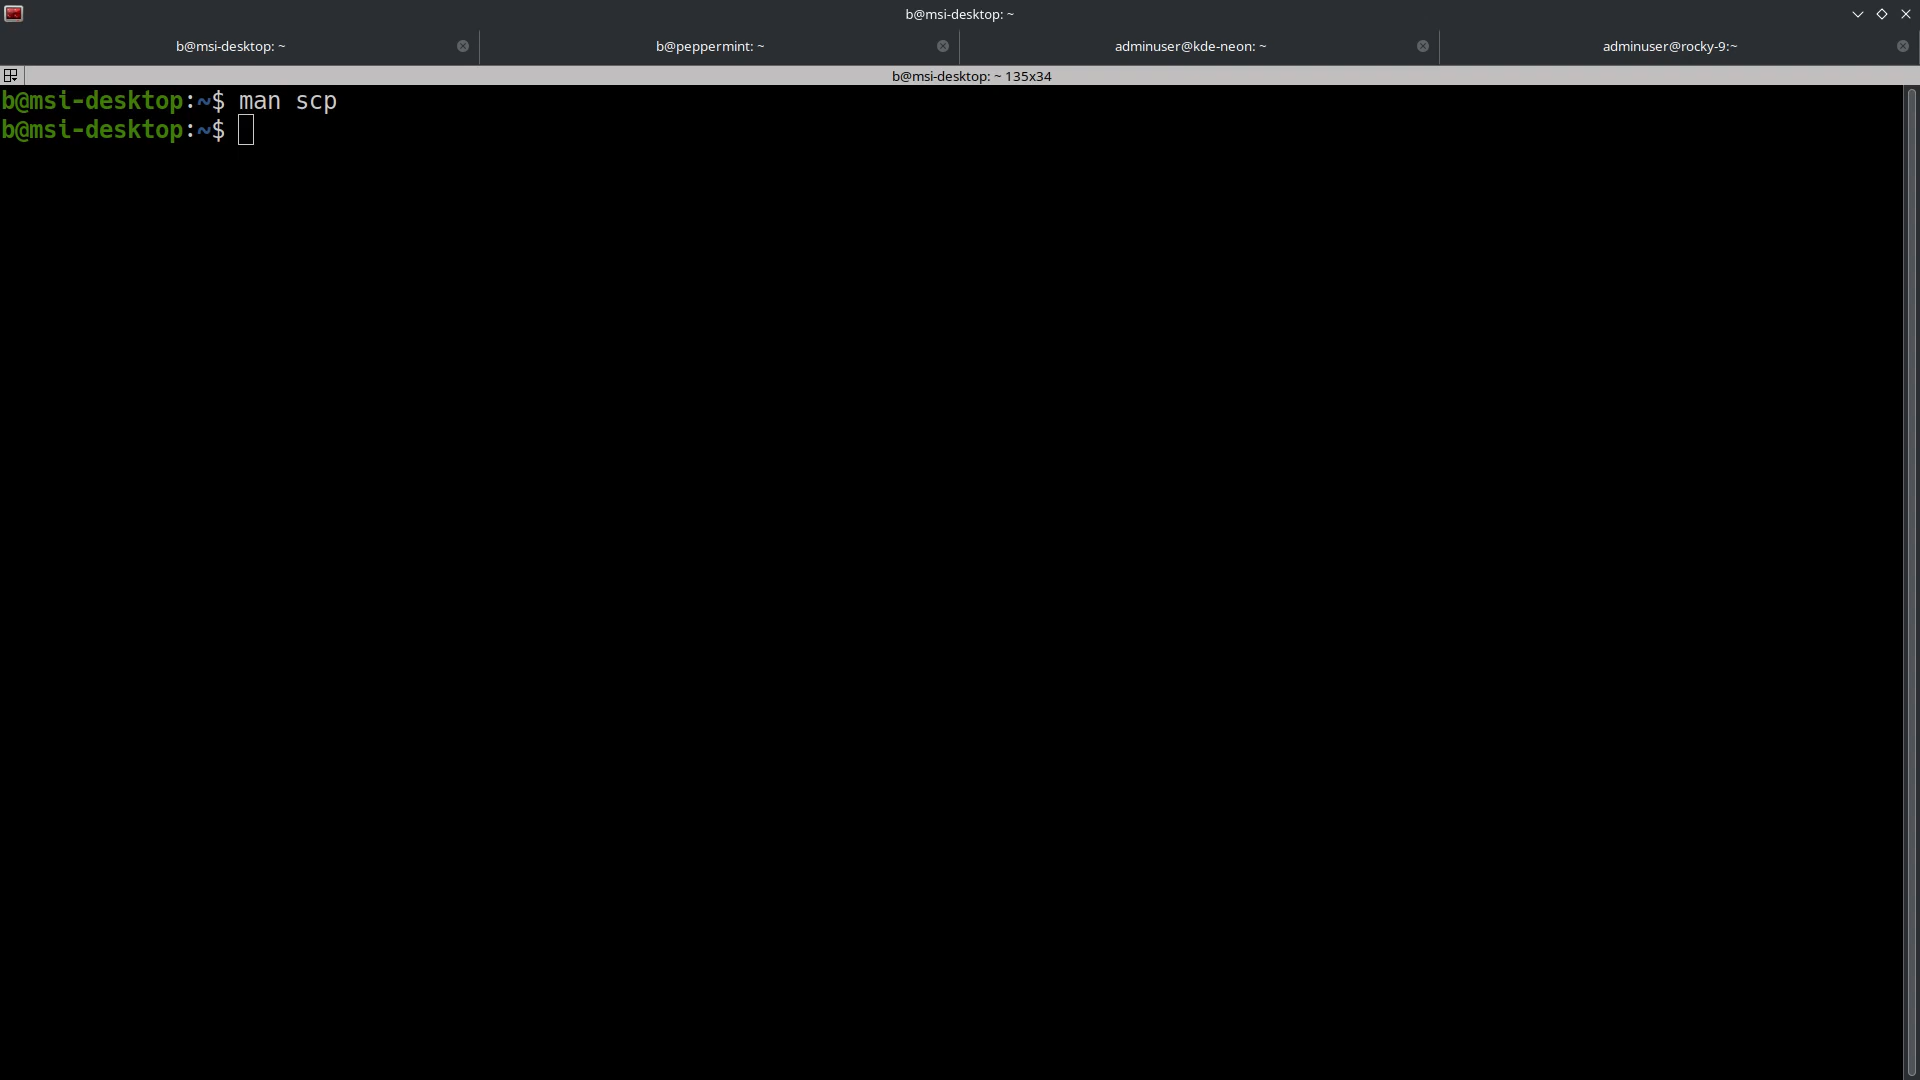 b@msi-desktop: ~
b@msi-desktop: ~
b@peppermint: ~
adminuser@kde-neon: ~
adminuser@rocky-9:~
b@msi-desktop: ~ 135x34
b@msi-desktop:~$ man scp
b@msi-desktop:~$